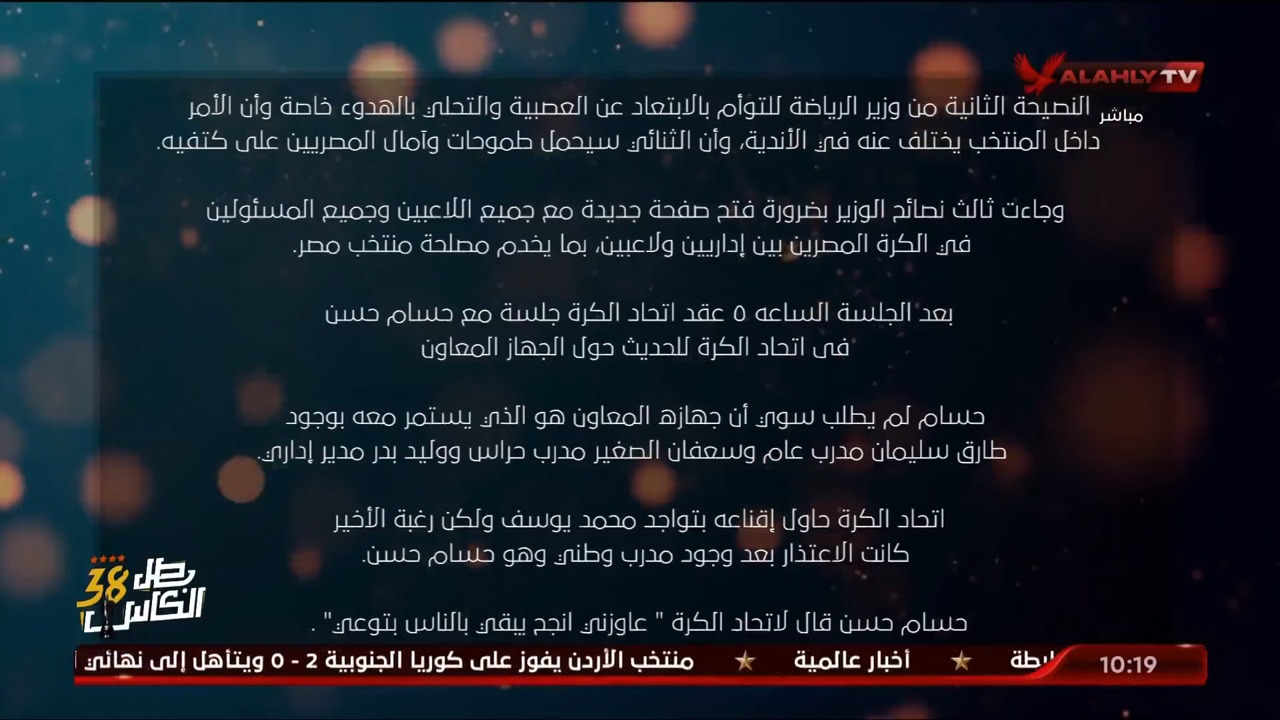 ALAHLY TV
مباشر
النصيحة الثانية من وزير الرياضة للتوأم بالابتعاد عن العصبية والتحلي بالهدوء خاصة وأن الأمر
داخل المنتخب يختلف عنه في الأندية، وأن الثنائي سيحمل طموحات وآمال المصريين على كتفيه.
وجاءت ثالث نصائح الوزير بضرورة فتح صفحة جديدة مع جميع اللاعبين وجميع المسئولين
في الكرة المصرين بين إداريين ولاعبين، بما يخدم مصلحة منتخب مصر.
بعد الجلسة الساعه ٥ عقد اتحاد الكرة جلسة مع حسام حسن
فى اتحاد الكرة للحديث حول الجهاز المعاون
حسام لم يطلب سوي أن جهازه المعاون هو الذي يستمر معه بوجود
طارق سليمان مدرب عام وسعفان الصغير مدرب حراس ووليد بدر مدير إداري.
اتحاد الكرة حاول إقناعه بتواجد محمد يوسف ولكن رغبة الأخير
كانت الاعتذار بعد وجود مدرب وطني وهو حسام حسن.
حسام حسن قال لاتحاد الكرة " عاوزني انجح يبقي بالناس بتوعي" .
بطل 38
الكاس
أخبار عالمية ★ منتخب الأردن يفوز على كوريا الجنوبية 2 - 0 ويتأهل إلى نهائي
10:19